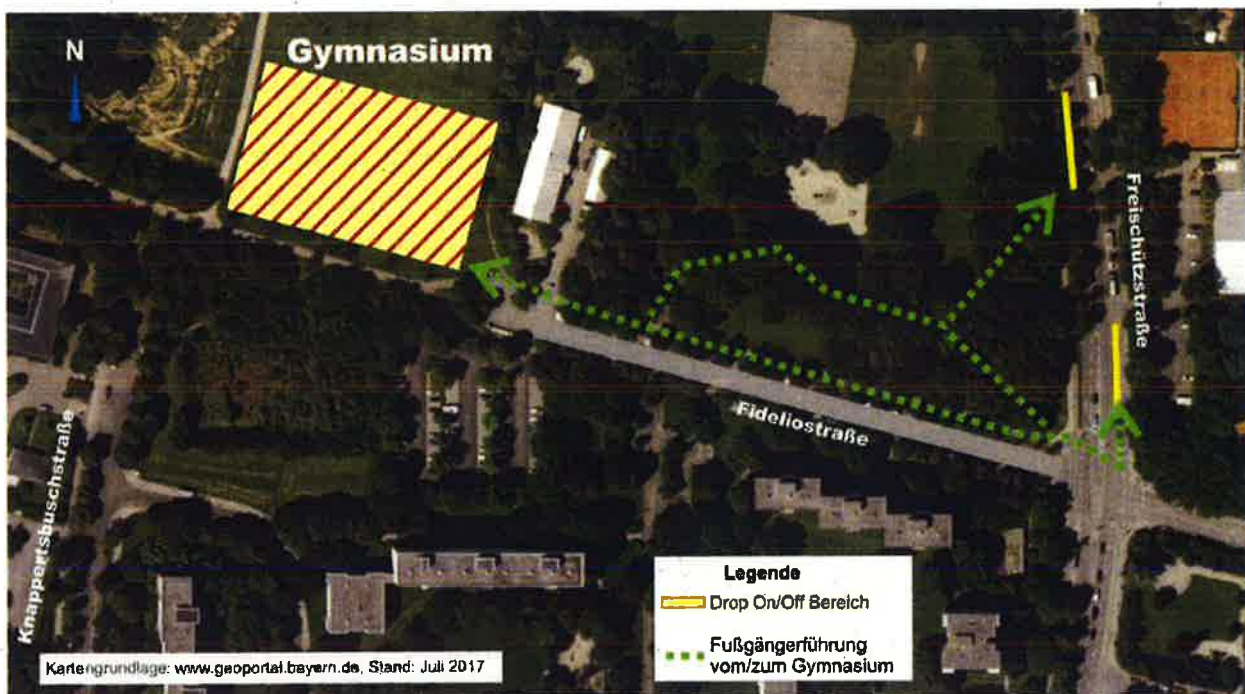 Gymnasium
N
Freischützstraße
Fideliostraße
Knappertsbuschstraße
Legende
Drop On/Off Bereich
Fußgängerführung
vom/zum Gymnasium
Kartengrundlage: www.geoportal.bayern.de, Stand: Juli 2017